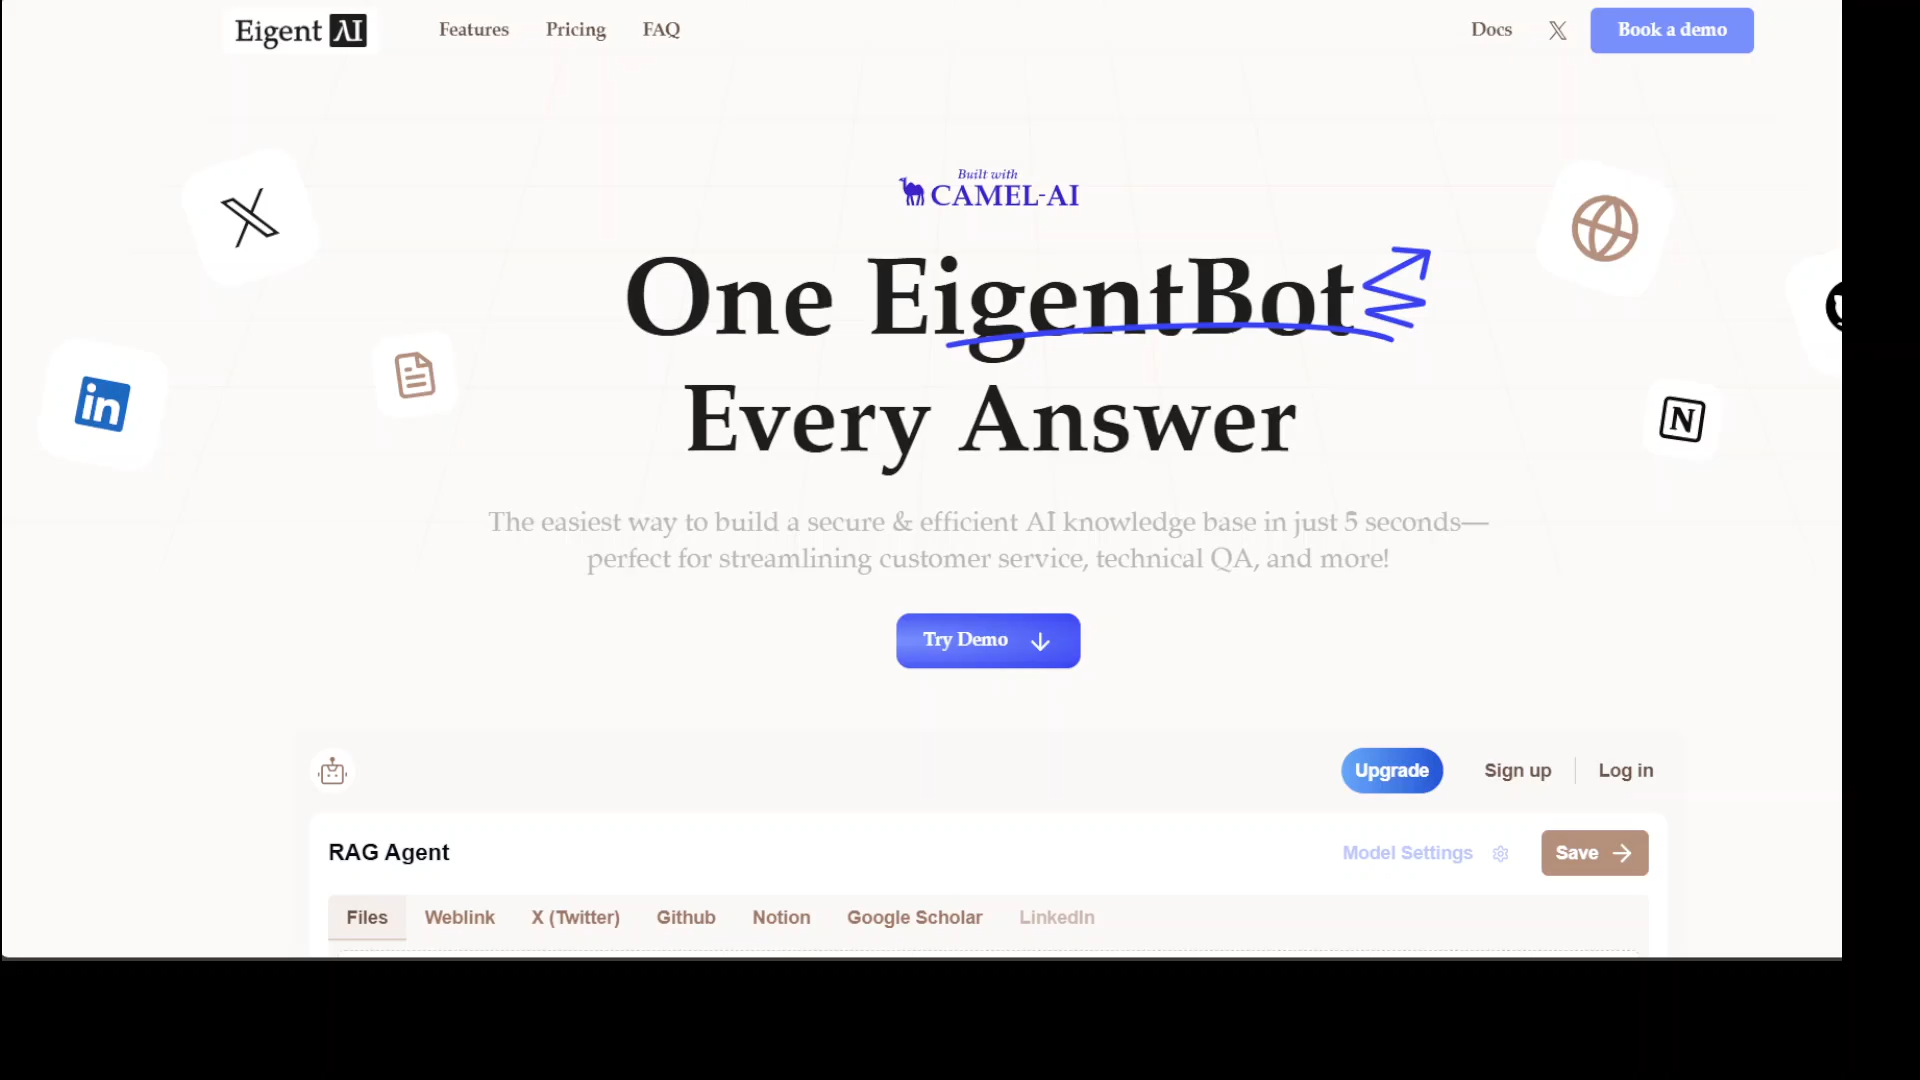 Eigent AI
Features
Pricing
FAQ
Docs
Book a demo
Built with
CAMEL-AI
One EigentBot
Every Answer
The easiest way to build a secure & efficient AI knowledge base in just 5 seconds—
perfect for streamlining customer service, technical QA, and more!
Try Demo
Upgrade
Sign up
Log in
RAG Agent
Model Settings
Save
Files
Weblink
X (Twitter)
Github
Notion
Google Scholar
LinkedIn